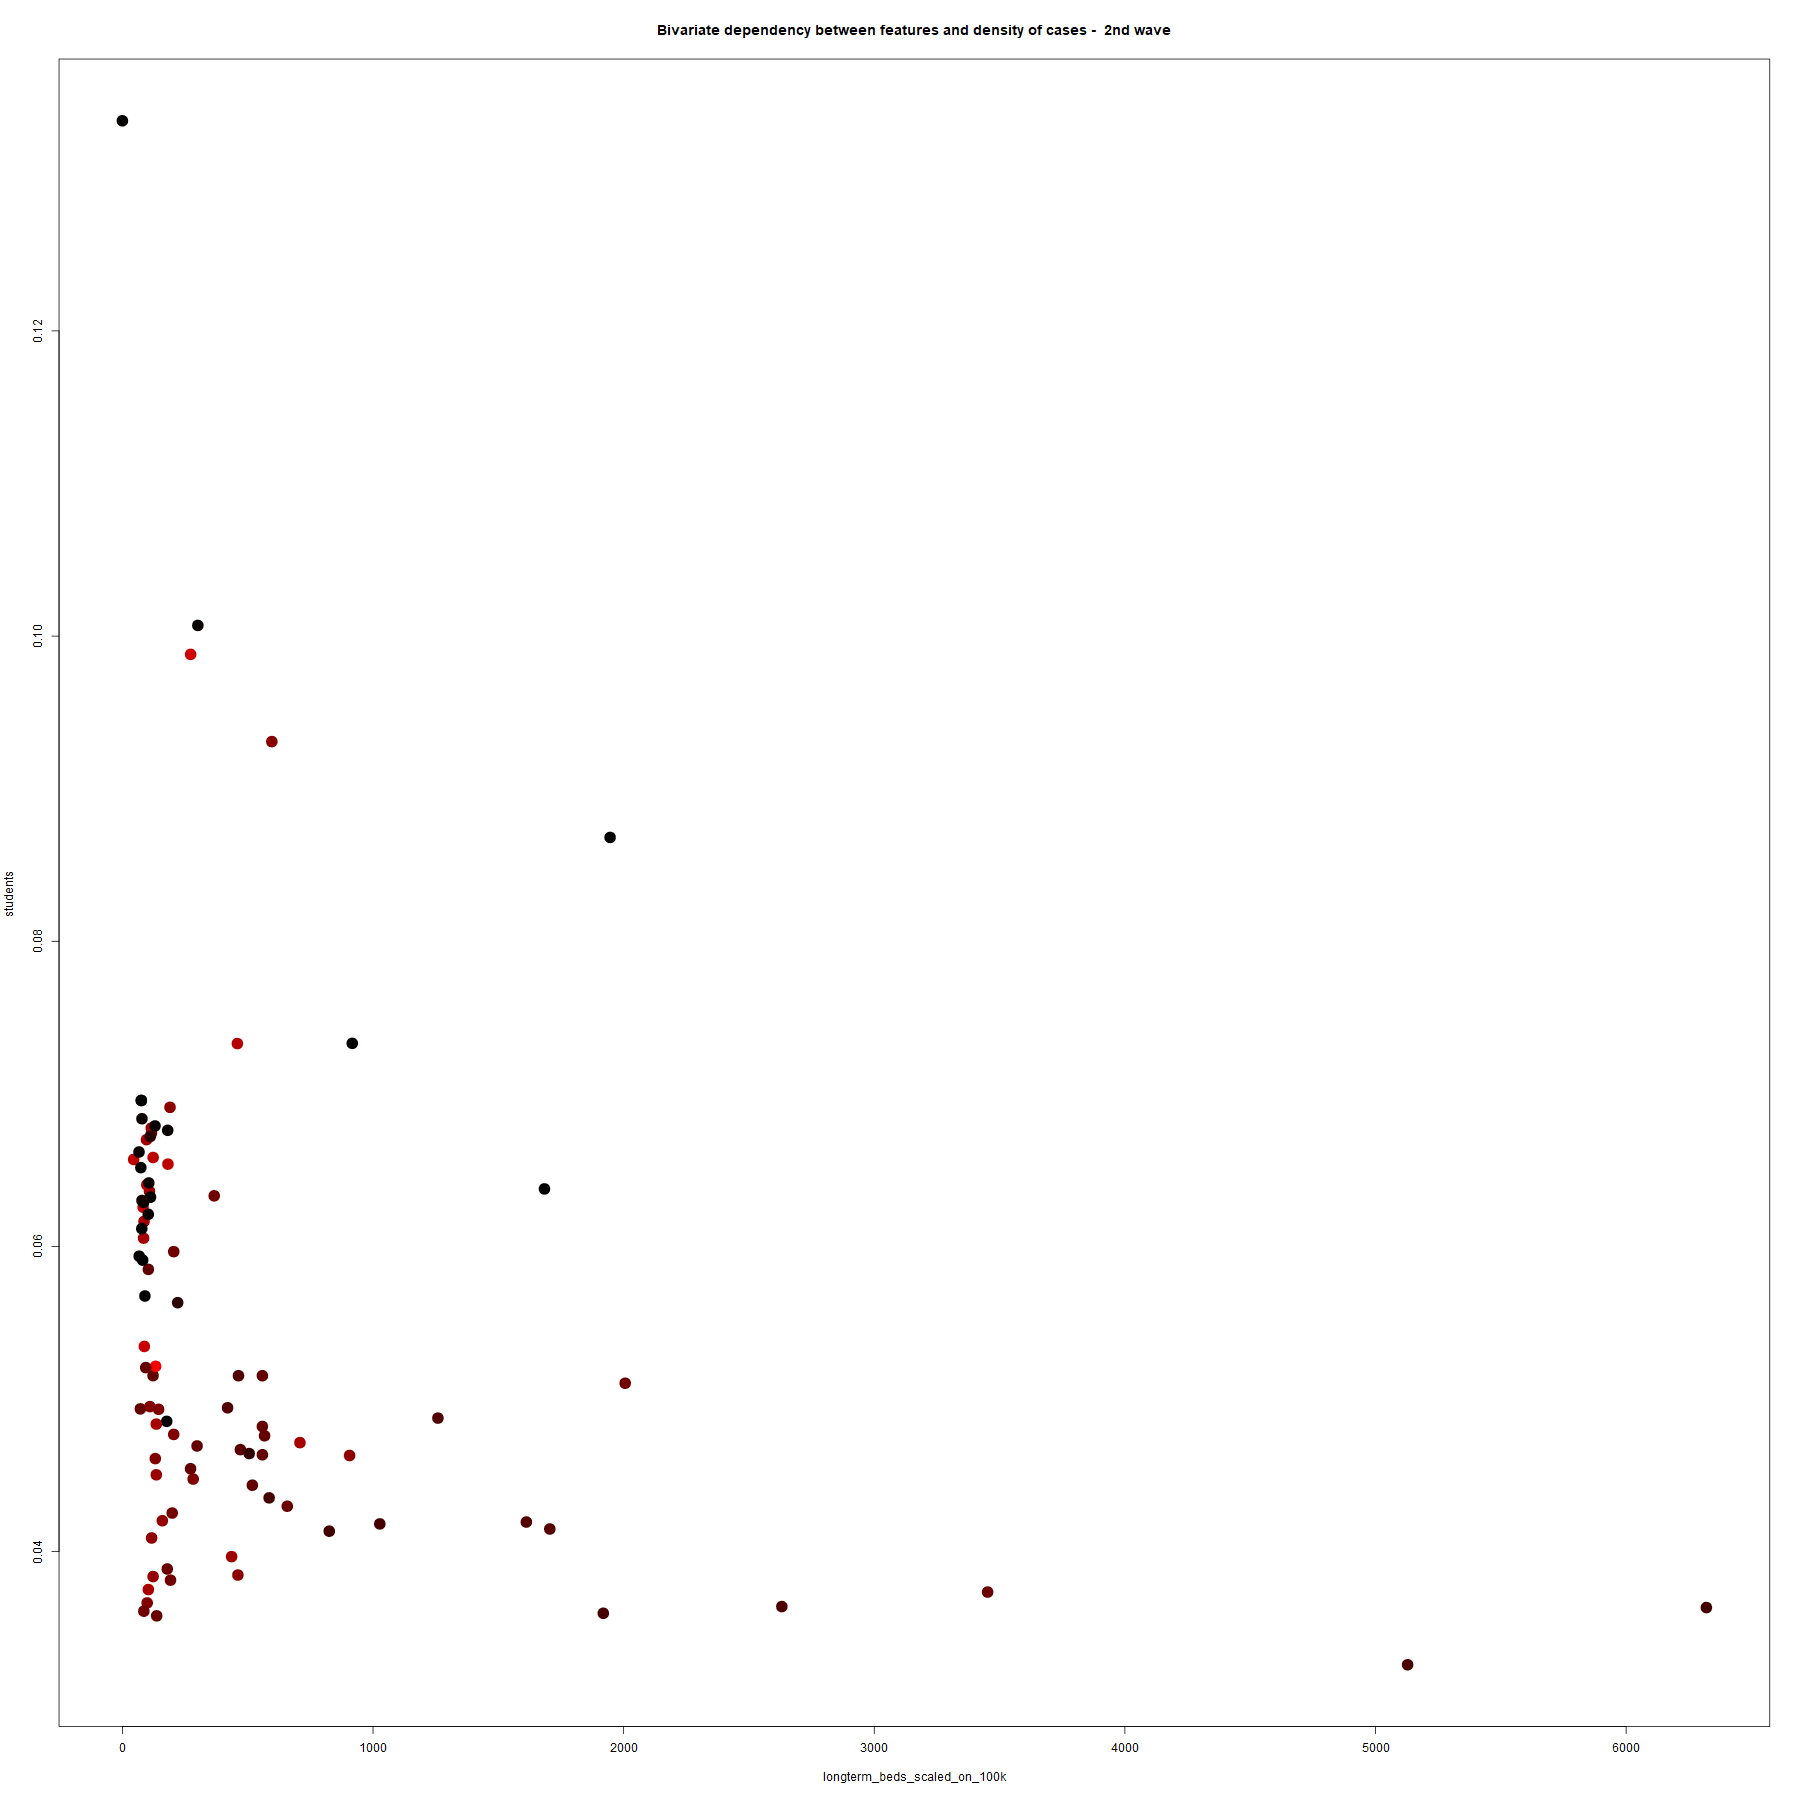 Bivariate dependency between features and density of cases -  2nd wave
0.12
0.10
0.08
0.06
0.04
students
0 1000 2000 3000 4000 5000 6000
longterm_beds_scaled_on_100k